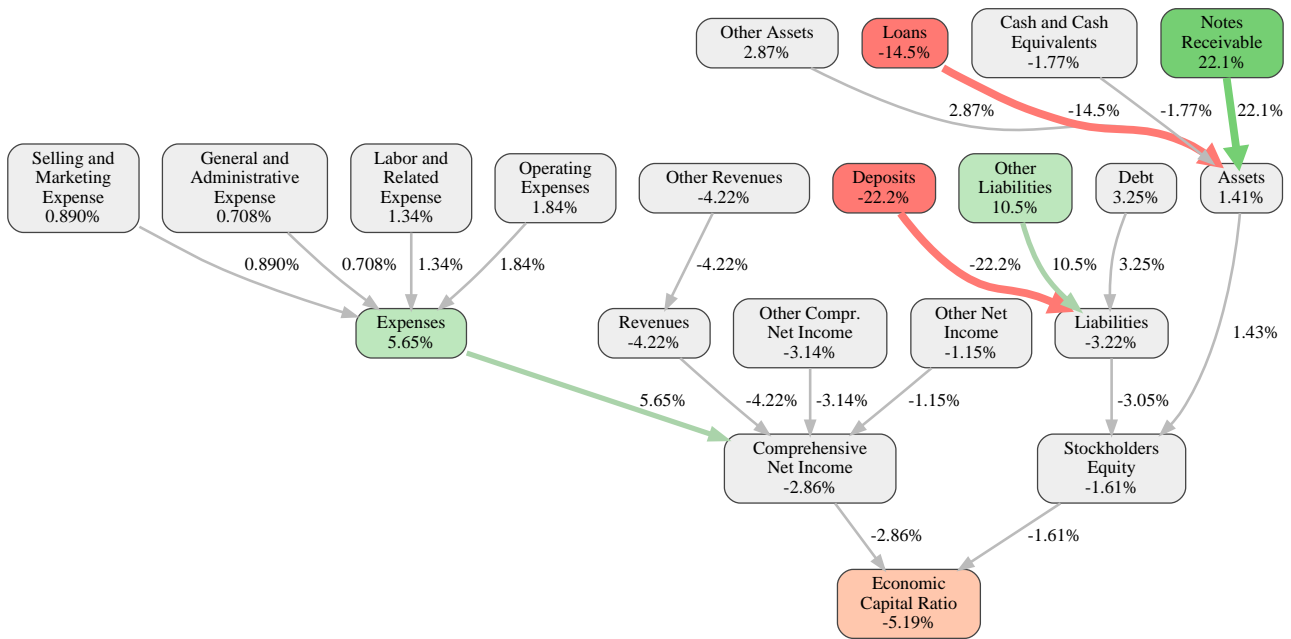 Other Assets
2.87%
Loans
-14.5%
Cash and Cash
Equivalents
-1.77%
Notes
Receivable
22.1%
2.87%
-14.5%
-1.77%
22.1%
Selling and
Marketing
Expense
0.890%
General and
Administrative
Expense
0.708%
Labor and
Related
Expense
1.34%
Operating
Expenses
1.84%
Other Revenues
-4.22%
Deposits
-22.2%
Other
Liabilities
10.5%
Debt
3.25%
Assets
1.41%
0.890%
0.708%
1.34%
1.84%
-4.22%
-22.2%
10.5%
3.25%
1.43%
Expenses
5.65%
Revenues
-4.22%
Other Compr.
Net Income
-3.14%
Other Net
Income
-1.15%
Liabilities
-3.22%
5.65%
-4.22%
-3.14%
-1.15%
-3.05%
Comprehensive
Net Income
-2.86%
Stockholders
Equity
-1.61%
-2.86%
-1.61%
Economic
Capital Ratio
-5.19%